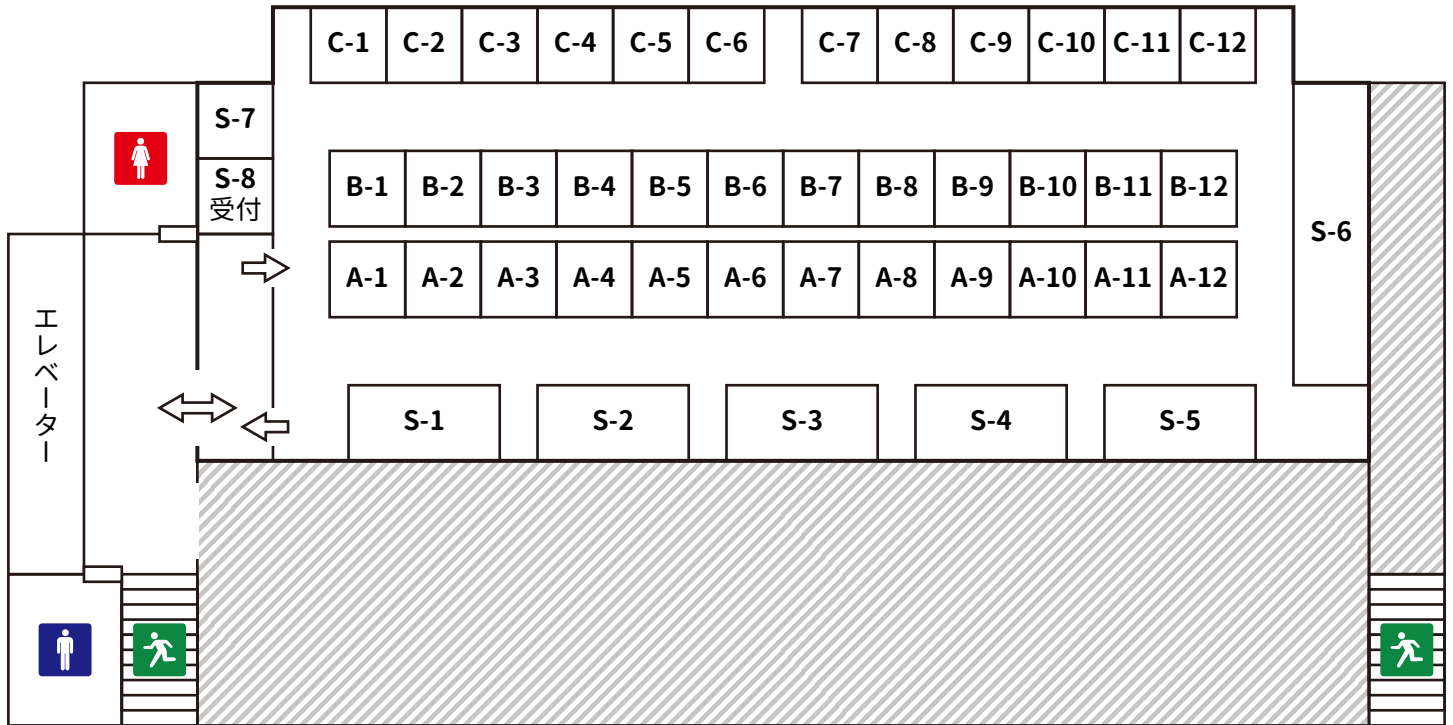 C-1 C-2 C-3 C-4 C-5 C-6 C-7 C-8 C-9 C-10 C-11 C-12
S-7
S-8
受付
B-1 B-2 B-3 B-4 B-5 B-6 B-7 B-8 B-9 B-10 B-11 B-12
S-6
A-1 A-2 A-3 A-4 A-5 A-6 A-7 A-8 A-9 A-10 A-11 A-12
エレベーター
S-1 S-2 S-3 S-4 S-5